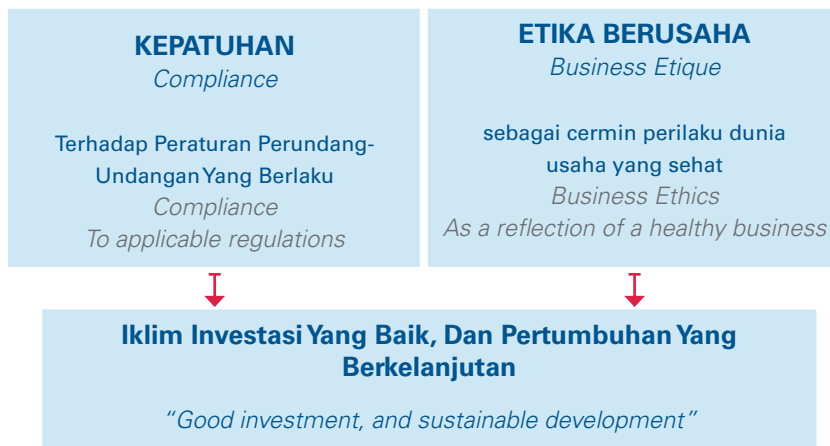 KEPATUHAN
Compliance
Terhadap Peraturan Perundang-
Undangan Yang Berlaku
Compliance
To applicable regulations
ETIKA BERUSAHA
Business Etique
sebagai cermin perilaku dunia
usaha yang sehat
Business Ethics
As a reflection of a healthy business
Iklim Investasi Yang Baik, Dan Pertumbuhan Yang
Berkelanjutan
“Good investment, and sustainable development”